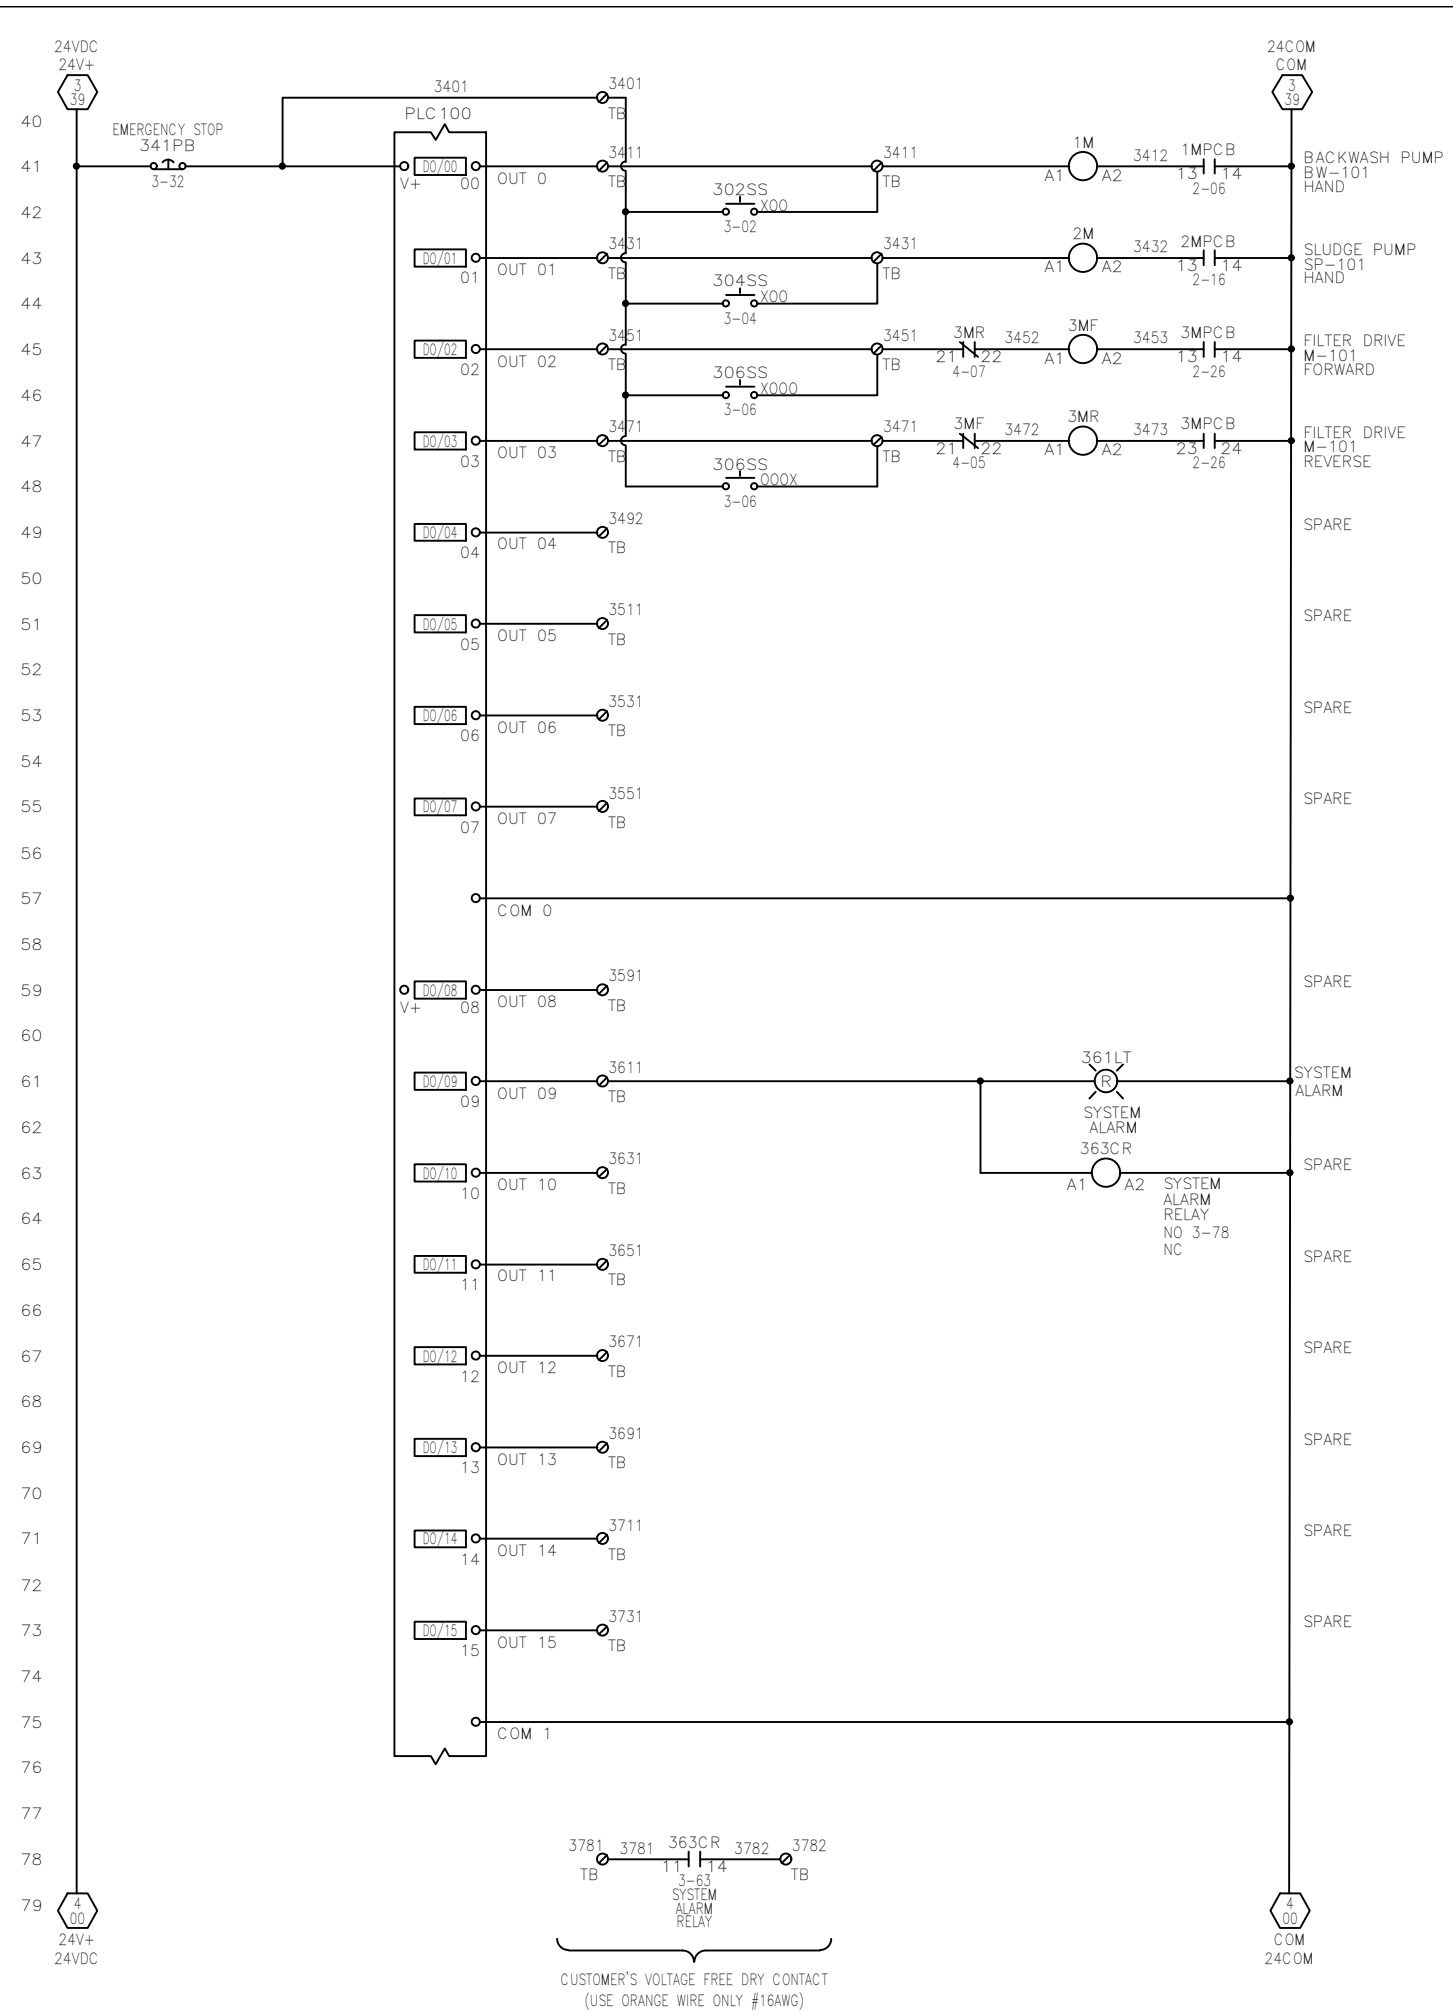 24VDC
24V+
3
39
24COM
COM
3
39
3401
3401
TB
PLC100
40
EMERGENCY STOP
341PB
3-32
41
V+
DO/00
00
OUT 0
3411
TB
3411
TB
1M
A1
A2
3412
1MPCB
13
14
2-06
BACKWASH PUMP
BW-101
HAND
42
302SS
X00
3-02
43
DO/01
01
OUT 01
3431
TB
3431
TB
2M
A1
A2
3432
2MPCB
13
14
2-16
SLUDGE PUMP
SP-101
HAND
44
304SS
X00
3-04
45
DO/02
02
OUT 02
3451
TB
3451
TB
3MR
21
22
4-07
3452
3MF
A1
A2
3453
3MPCB
13
14
2-26
FILTER DRIVE
M-101
FORWARD
46
306SS
X000
3-06
47
DO/03
03
OUT 03
3471
TB
3471
TB
3MF
21
22
4-05
3472
3MR
A1
A2
3473
3MPCB
23
24
2-26
FILTER DRIVE
M-101
REVERSE
48
306SS
000X
3-06
49
DO/04
04
OUT 04
3492
TB
SPARE
50
51
DO/05
05
OUT 05
3511
TB
SPARE
52
53
DO/06
06
OUT 06
3531
TB
SPARE
54
55
DO/07
07
OUT 07
3551
TB
SPARE
56
57
COM 0
58
59
V+
DO/08
08
OUT 08
3591
TB
SPARE
60
61
DO/09
09
OUT 09
3611
TB
361LT
R
SYSTEM
ALARM
SYSTEM
ALARM
62
63
DO/10
10
OUT 10
3631
TB
363CR
A1
A2
SYSTEM
ALARM
RELAY
NO 3-78
NC
SPARE
64
65
DO/11
11
OUT 11
3651
TB
SPARE
66
67
DO/12
12
OUT 12
3671
TB
SPARE
68
69
DO/13
13
OUT 13
3691
TB
SPARE
70
71
DO/14
14
OUT 14
3711
TB
SPARE
72
73
DO/15
15
OUT 15
3731
TB
SPARE
74
75
COM 1
76
77
78
3781
TB
3781
363CR
11
14
3-63
SYSTEM
ALARM
RELAY
3782
3782
TB
79
4
00
24V+
24VDC
4
00
COM
24COM
CUSTOMER'S VOLTAGE FREE DRY CONTACT
(USE ORANGE WIRE ONLY #16AWG)